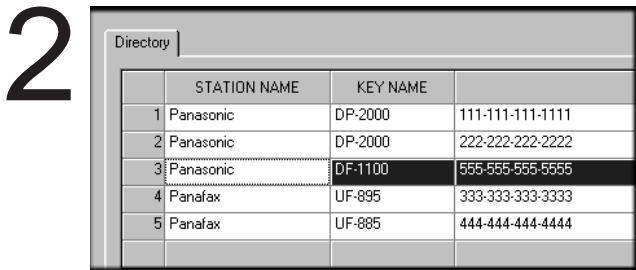 2
Directory
STATION NAME KEY NAME
1 Panasonic DP-2000 111-111-111-1111
2 Panasonic DP-2000 222-222-222-2222
3 Panasonic DF-1100 555-555-555-5555
4 Panafax UF-895 333-333-333-3333
5 Panafax UF-885 444-444-444-4444